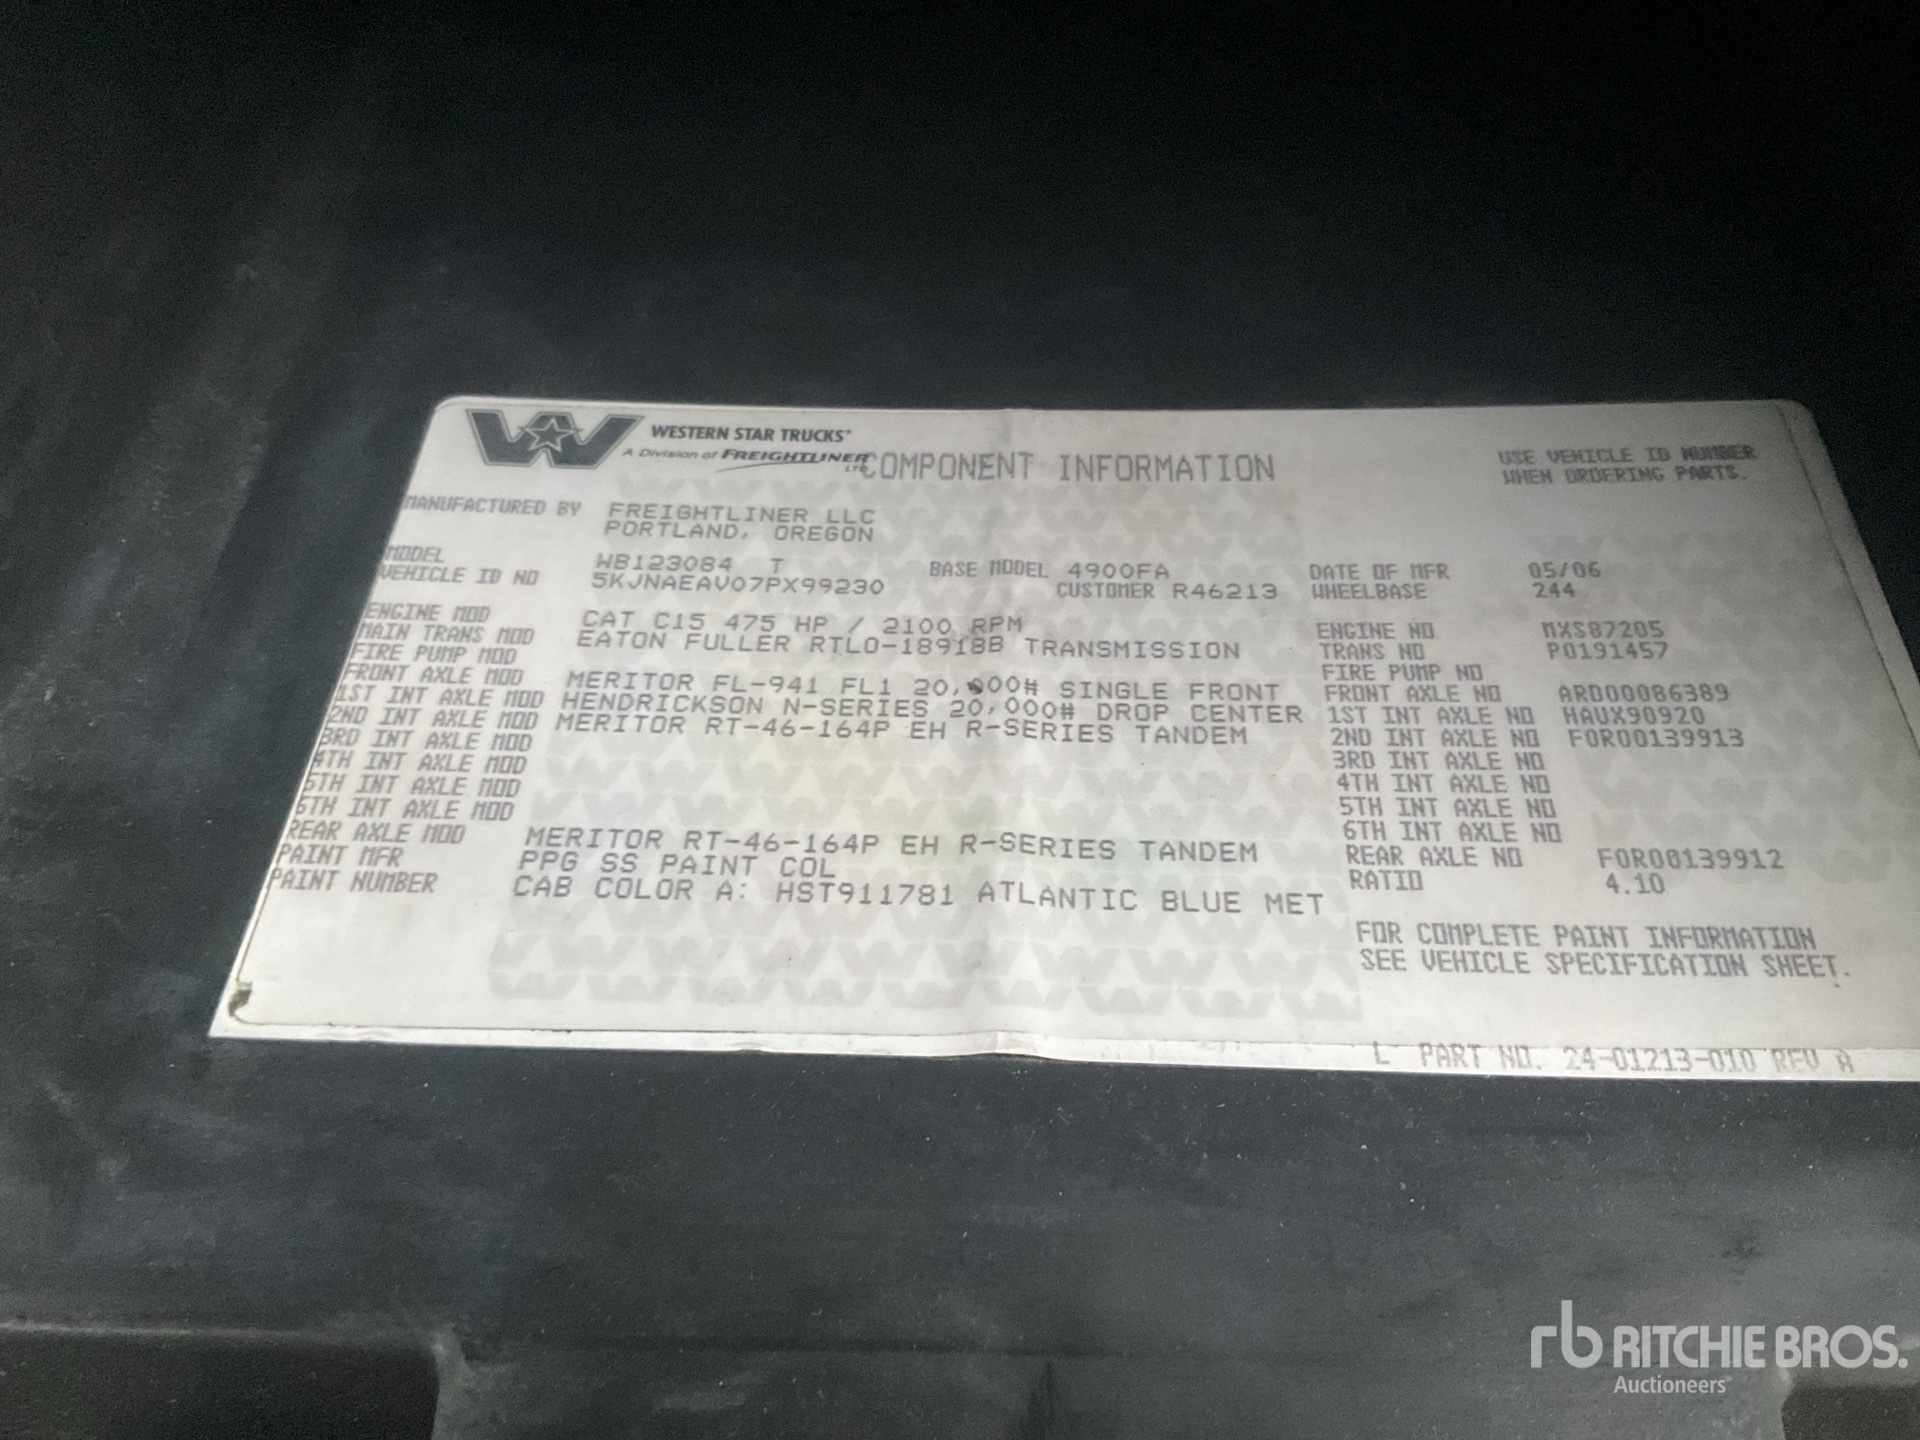 WESTERN STAR TRUCKS
A Division of FREIGHTLINER LTD.
COMPONENT INFORMATION
USE VEHICLE ID NUMBER
WHEN ORDERING PARTS.
MANUFACTURED BY FREIGHTLINER LLC
PORTLAND, OREGON
MODEL WB123084 T BASE MODEL 4900FA DATE OF MFR 05/06
VEHICLE ID NO 5KJNAEAV07PX99230 CUSTOMER R46213 WHEELBASE 244
ENGINE MOD CAT C15 475 HP / 2100 RPM ENGINE NO MXS87205
MAIN TRANS MOD EATON FULLER RTLO-18918B TRANSMISSION TRANS NO P0191457
FIRE PUMP MOD FIRE PUMP NO
FRONT AXLE MOD MERITOR FL-941 FL1 20,000# SINGLE FRONT FRONT AXLE NO ARD00086389
1ST INT AXLE MOD HENDRICKSON N-SERIES 20,000# DROP CENTER 1ST INT AXLE NO HAUX90920
2ND INT AXLE MOD MERITOR RT-46-164P EH R-SERIES TANDEM 2ND INT AXLE NO FOR00139913
3RD INT AXLE MOD 3RD INT AXLE NO
4TH INT AXLE MOD 4TH INT AXLE NO
5TH INT AXLE MOD 5TH INT AXLE NO
6TH INT AXLE MOD 6TH INT AXLE NO
REAR AXLE MOD MERITOR RT-46-164P EH R-SERIES TANDEM REAR AXLE NO FOR00139912
PAINT MFR PPG SS PAINT COL RATIO 4.10
PAINT NUMBER CAB COLOR A: HST911781 ATLANTIC BLUE MET
FOR COMPLETE PAINT INFORMATION
SEE VEHICLE SPECIFICATION SHEET.
L PART NO. 24-01213-010 REV A
rb RITCHIE BROS.
Auctioneers